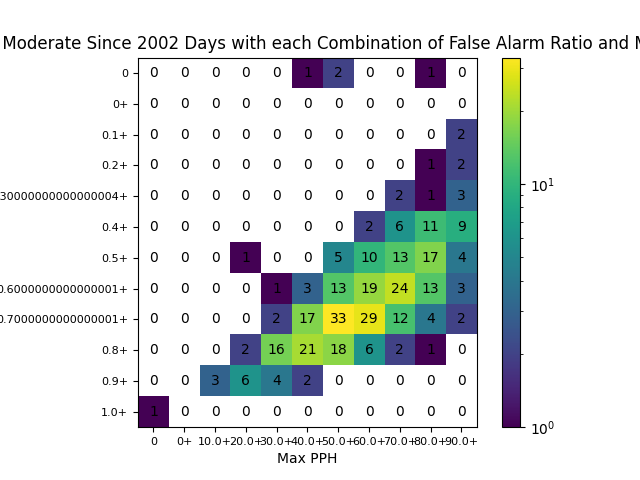 Moderate Since 2002 Days with each Combination of False Alarm Ratio and M
0 0 0 0 0 0 1 2 0 0 1 0
0+ 0 0 0 0 0 0 0 0 0 0 0
0.1+ 0 0 0 0 0 0 0 0 0 0 2
0.2+ 0 0 0 0 0 0 0 0 0 1 2
30000000000000004+ 0 0 0 0 0 0 0 0 2 1 3
0.4+ 0 0 0 0 0 0 0 2 6 11 9
0.5+ 0 0 0 1 0 0 5 10 13 17 4
0.6000000000000001+ 0 0 0 0 1 3 13 19 24 13 3
0.7000000000000001+ 0 0 0 0 2 17 33 29 12 4 2
0.8+ 0 0 0 2 16 21 18 6 2 1 0
0.9+ 0 0 3 6 4 2 0 0 0 0 0
1.0+ 1 0 0 0 0 0 0 0 0 0 0
0 0+ 10.0+ 20.0+ 30.0+ 40.0+ 50.0+ 60.0+ 70.0+ 80.0+ 90.0+
Max PPH
10¹
10⁰